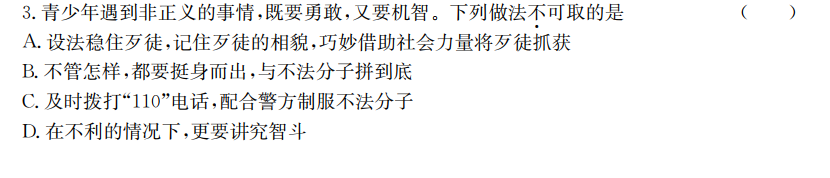 3. 青少年遇到非正义的事情,既要勇敢,又要机智。下列做法不可取的是 (　　)
A. 设法稳住歹徒,记住歹徒的相貌,巧妙借助社会力量将歹徒抓获
B. 不管怎样,都要挺身而出,与不法分子拼到底
C. 及时拨打“110”电话,配合警方制服不法分子
D. 在不利的情况下,更要讲究智斗